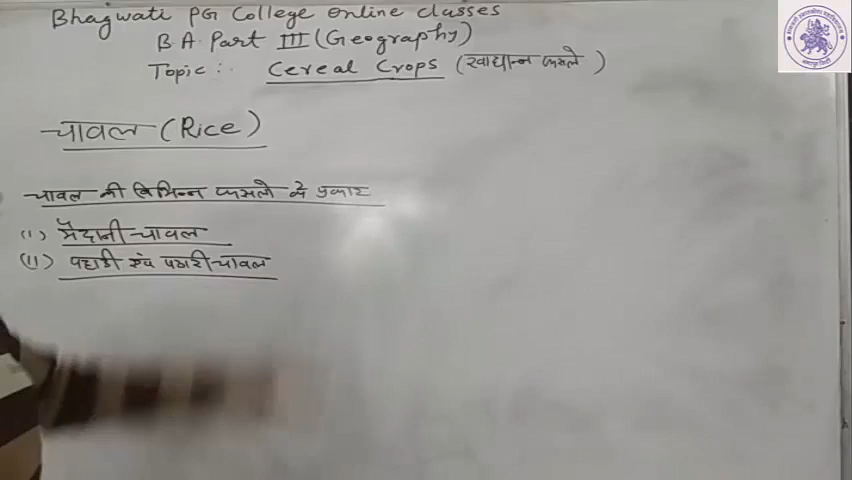 Bhagwati PG College Online classes
B.A. Part III (Geography)
Topic:- Cereal Crops (खाद्यान्न फसले)
चावल (Rice)
चावल की विभिन्न फसलो के प्रकार
(I) मैदानी चावल
(II) पहाडी एंव पठारी चावल